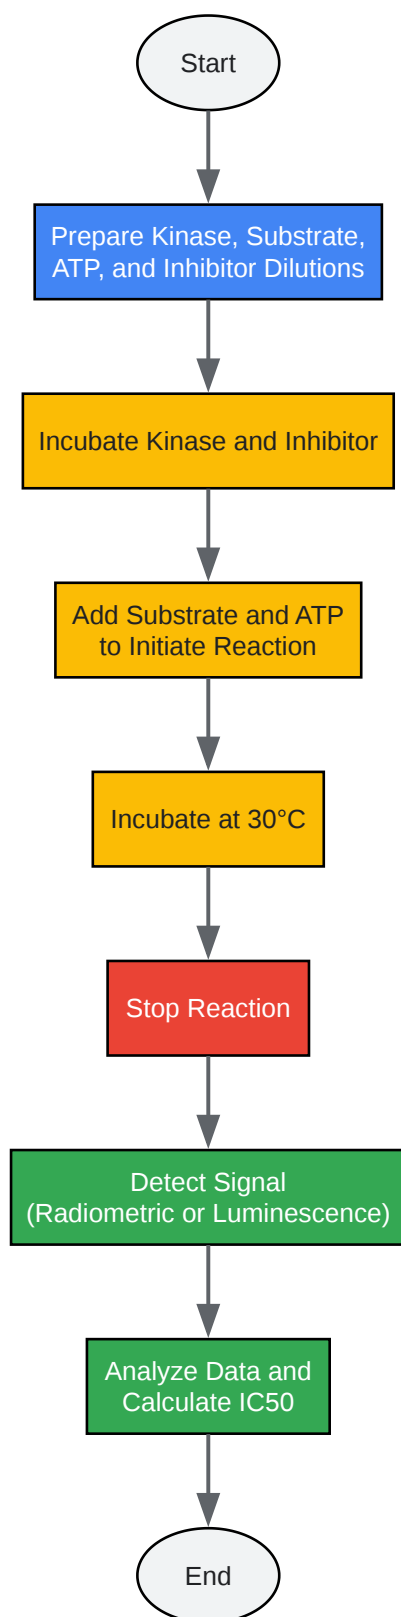 Start
Prepare Kinase, Substrate,
ATP, and Inhibitor Dilutions
Incubate Kinase and Inhibitor
Add Substrate and ATP
to Initiate Reaction
Incubate at 30°C
Stop Reaction
Detect Signal
(Radiometric or Luminescence)
Analyze Data and
Calculate IC50
End